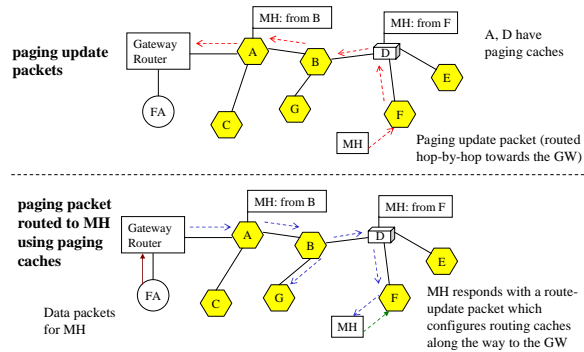 MH: from B
MH: from F
A, D have
paging caches
paging update
packets
Gateway
Router
A
B
D
E
FA
C
G
F
MH
Paging update packet (routed
hop-by-hop towards the GW)
paging packet
routed to MH
using paging
caches
MH: from B
MH: from F
Gateway
Router
A
B
D
E
FA
C
G
F
MH
Data packets
for MH
MH responds with a route-
update packet which
configures routing caches
along the way to the GW